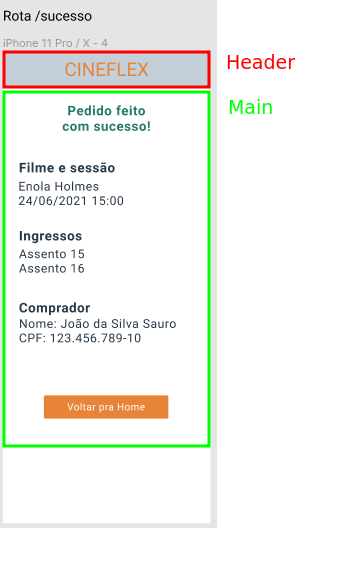 Rota /sucesso
iPhone 11 Pro / X - 4
CINEFLEX
Header
Main
Pedido feito
com sucesso!
Filme e sessão
Enola Holmes
24/06/2021 15:00
Ingressos
Assento 15
Assento 16
Comprador
Nome: João da Silva Sauro
CPF: 123.456.789-10
Voltar pra Home